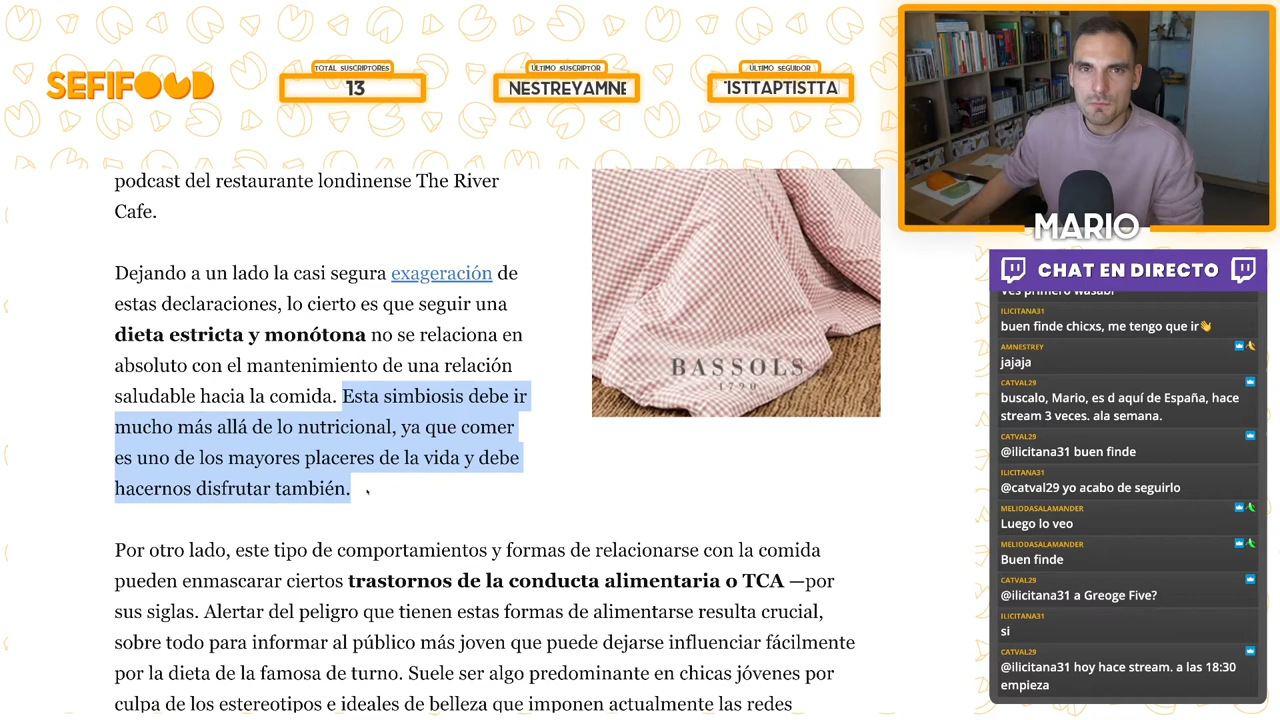 SEFIFOOD
TOTAL SUSCRIPTORES
13
ÚLTIMO SUSCRIPTOR
NESTREYAMNE
ÚLTIMO SEGUIDOR
ISTTAPTISTTA
podcast del restaurante londinense The River
Cafe.
Dejando a un lado la casi segura exageración de
estas declaraciones, lo cierto es que seguir una
dieta estricta y monótona no se relaciona en
absoluto con el mantenimiento de una relación
saludable hacia la comida. Esta simbiosis debe ir
mucho más allá de lo nutricional, ya que comer
es uno de los mayores placeres de la vida y debe
hacernos disfrutar también.
BASSOLS
1790
Por otro lado, este tipo de comportamientos y formas de relacionarse con la comida
pueden enmascarar ciertos trastornos de la conducta alimentaria o TCA —por
sus siglas. Alertar del peligro que tienen estas formas de alimentarse resulta crucial,
sobre todo para informar al público más joven que puede dejarse influenciar fácilmente
por la dieta de la famosa de turno. Suele ser algo predominante en chicas jóvenes por
culpa de los estereotipos e ideales de belleza que imponen actualmente las redes
MARIO
CHAT EN DIRECTO
ves primero wasabi
ILICITANA31
buen finde chicxs, me tengo que ir👋
AMNESTREY
jajaja
CATVAL29
buscalo, Mario, es d aquí de España, hace
stream 3 veces. ala semana.
CATVAL29
@ilicitana31 buen finde
ILICITANA31
@catval29 yo acabo de seguirlo
MELIODASALAMANDER
Luego lo veo
MELIODASALAMANDER
Buen finde
CATVAL29
@ilicitana31 a Greoge Five?
ILICITANA31
si
CATVAL29
@ilicitana31 hoy hace stream. a las 18:30
empieza